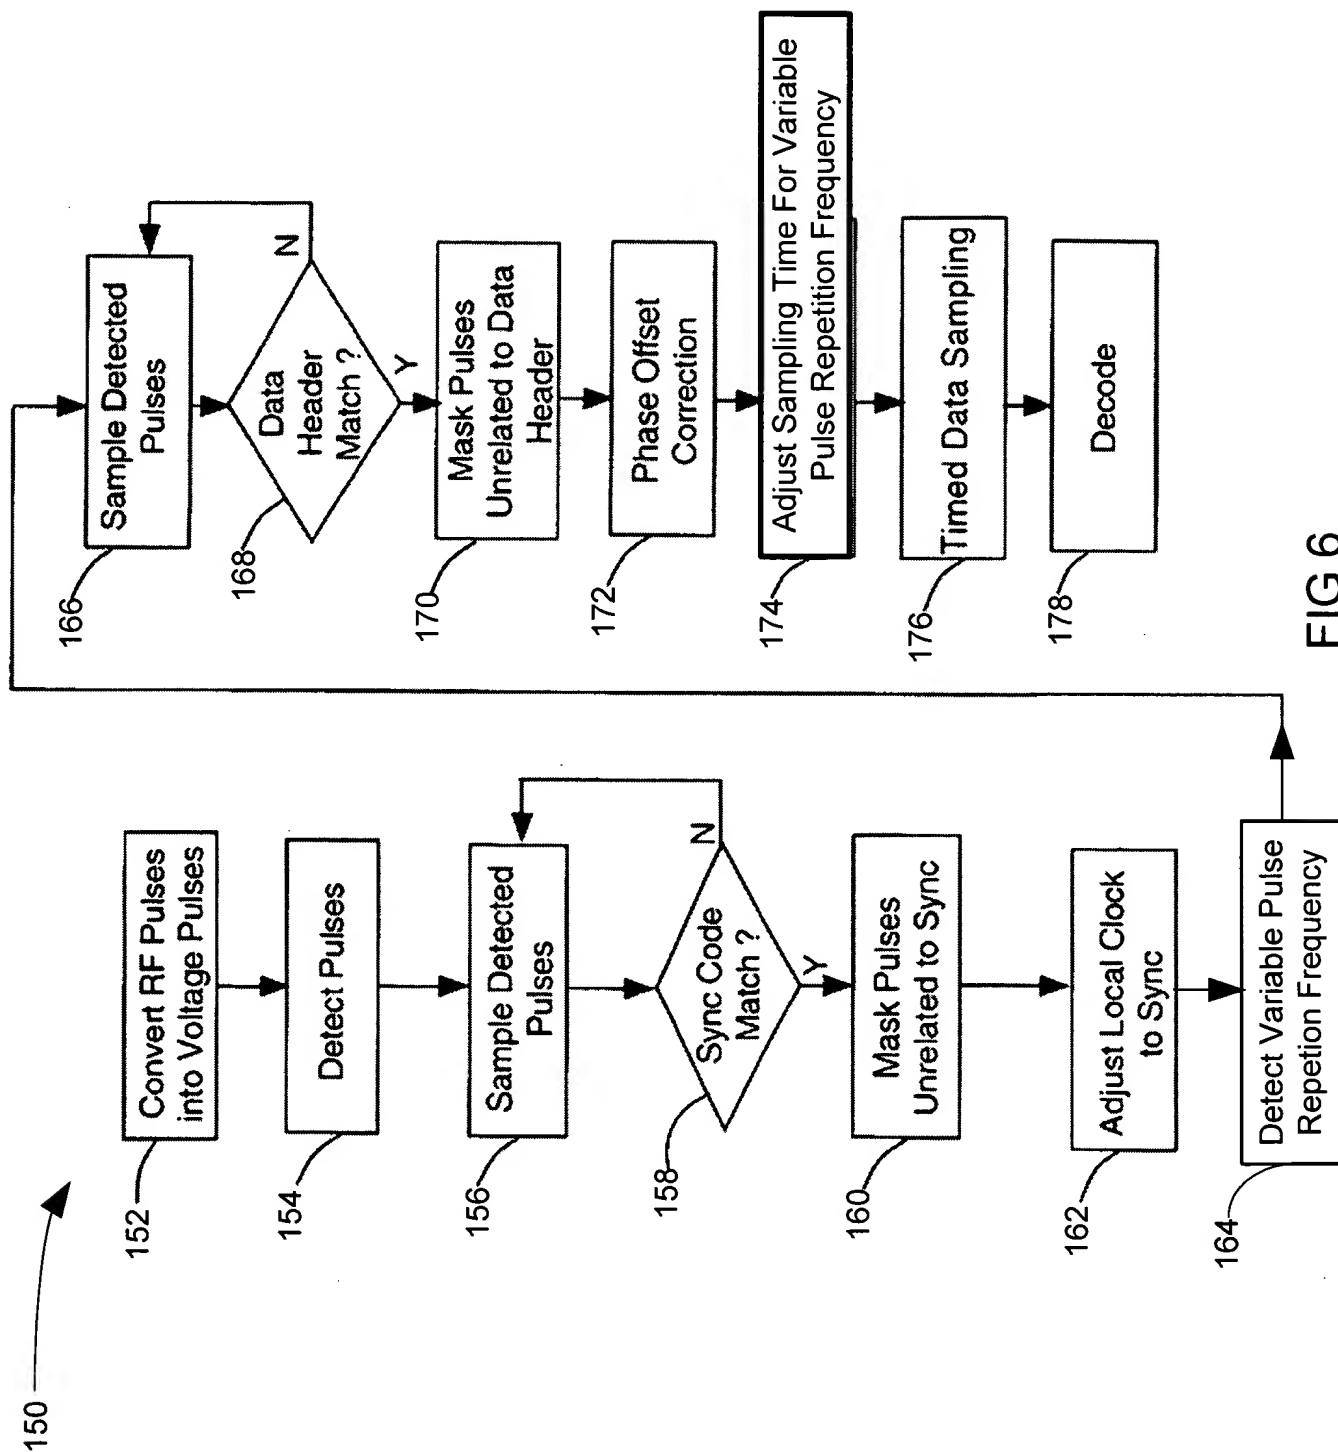 150
152
Convert RF Pulses
into Voltage Pulses
154
Detect Pulses
156
Sample Detected
Pulses
158
Sync Code
Match ?
N
Y
160
Mask Pulses
Unrelated to Sync
162
Adjust Local Clock
to Sync
164
Detect Variable Pulse
Repetion Frequency
166
Sample Detected
Pulses
168
Data
Header
Match ?
N
Y
170
Mask Pulses
Unrelated to Data
Header
172
Phase Offset
Correction
174
Adjust Sampling Time For Variable
Pulse Repetition Frequency
176
Timed Data Sampling
178
Decode
FIG 6